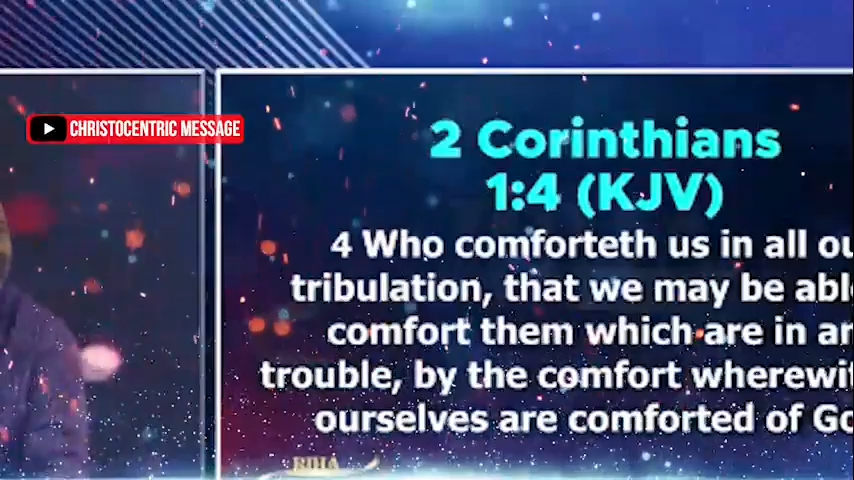 CHRISTOCENTRIC MESSAGE
2 Corinthians
1:4 (KJV)
4 Who comforteth us in all ou
tribulation, that we may be abl
comfort them which are in an
trouble, by the comfort wherewit
ourselves are comforted of Go